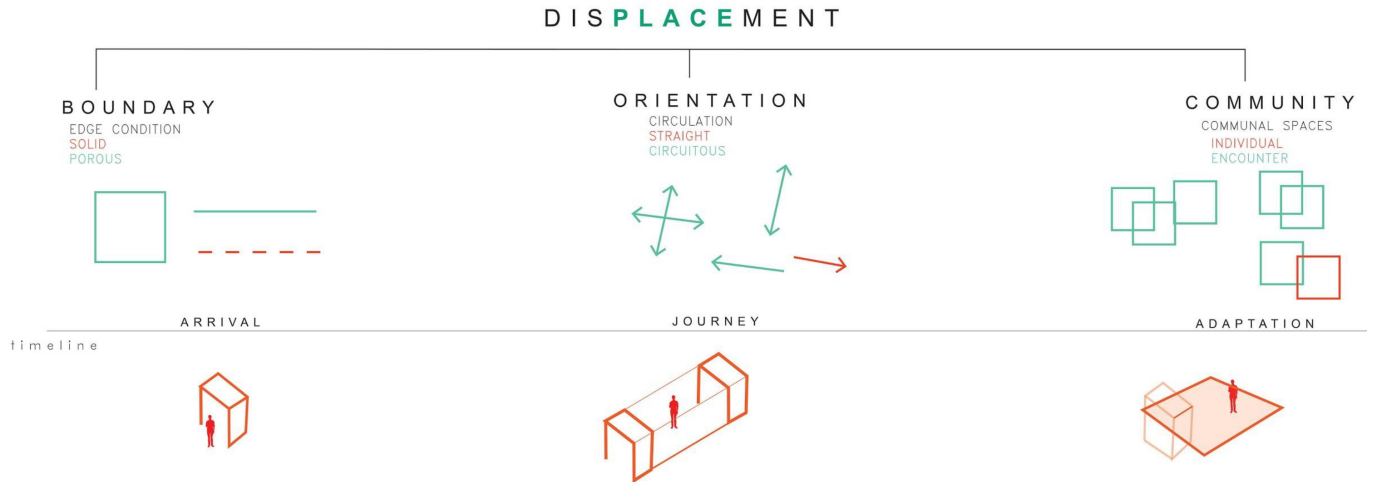 DISPLACEMENT
BOUNDARY
EDGE CONDITION
SOLID
POROUS
ORIENTATION
CIRCULATION
STRAIGHT
CIRCUITOUS
COMMUNITY
COMMUNAL SPACES
INDIVIDUAL
ENCOUNTER
ARRIVAL
JOURNEY
ADAPTATION
timeline